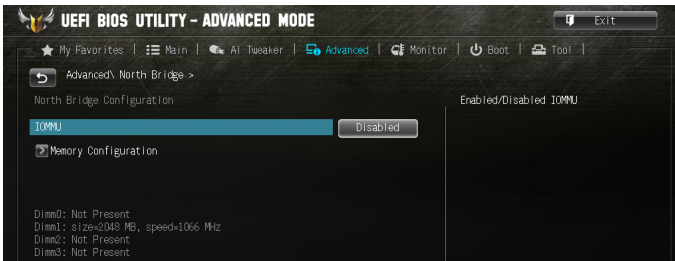 UEFI BIOS UTILITY - ADVANCED MODE
Exit
My Favorites | Main | Ai Tweaker | Advanced | Monitor | Boot | Tool |
Advanced\ North Bridge >
North Bridge Configuration
Enabled/Disabled IOMMU
IOMMU Disabled
Memory Configuration
Dimm0: Not Present
Dimm1: size=2048 MB, speed=1066 MHz
Dimm2: Not Present
Dimm3: Not Present